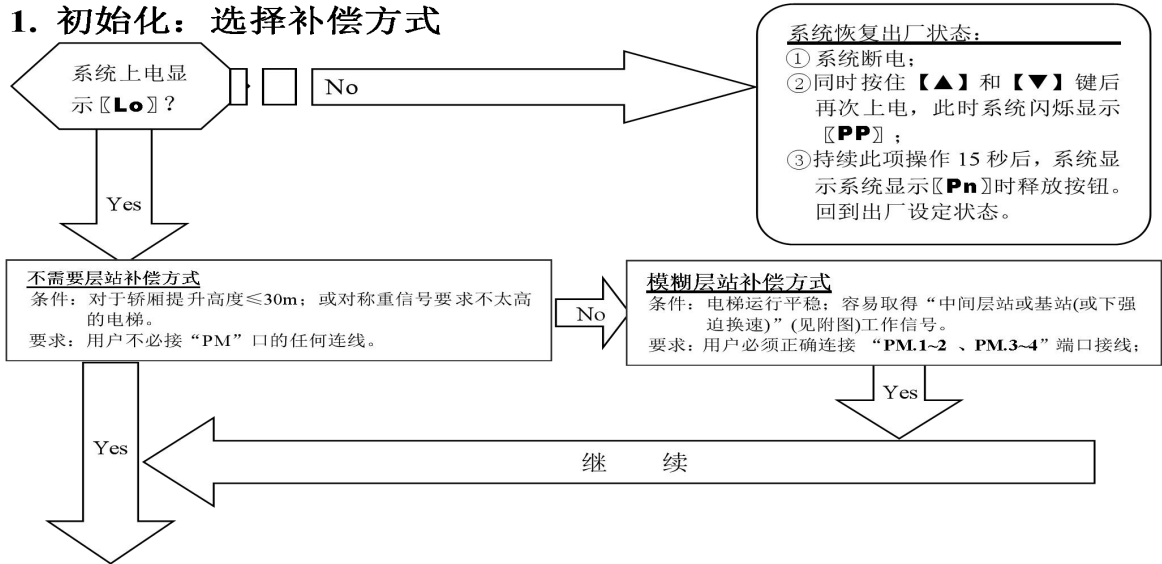 1. 初始化：选择补偿方式
系统上电显
示〖Lo〗？
No
系统恢复出厂状态：
①系统断电；
②同时按住【▲】和【▼】键后
再次上电，此时系统闪烁显示
〖PP〗；
③持续此项操作 15 秒后，系统显
示系统显示〖Pn〗时释放按钮。
回到出厂设定状态。
Yes
不需要层站补偿方式
条件：对于轿厢提升高度≤30m；或对称重信号要求不太高
的电梯。
要求：用户不必接“PM”口的任何连线。
No
模糊层站补偿方式
条件：电梯运行平稳；容易取得“中间层站或基站(或下强
迫换速)”(见附图)工作信号。
要求：用户必须正确连接 “PM.1~2 、PM.3~4”端口接线；
Yes
Yes
继 续